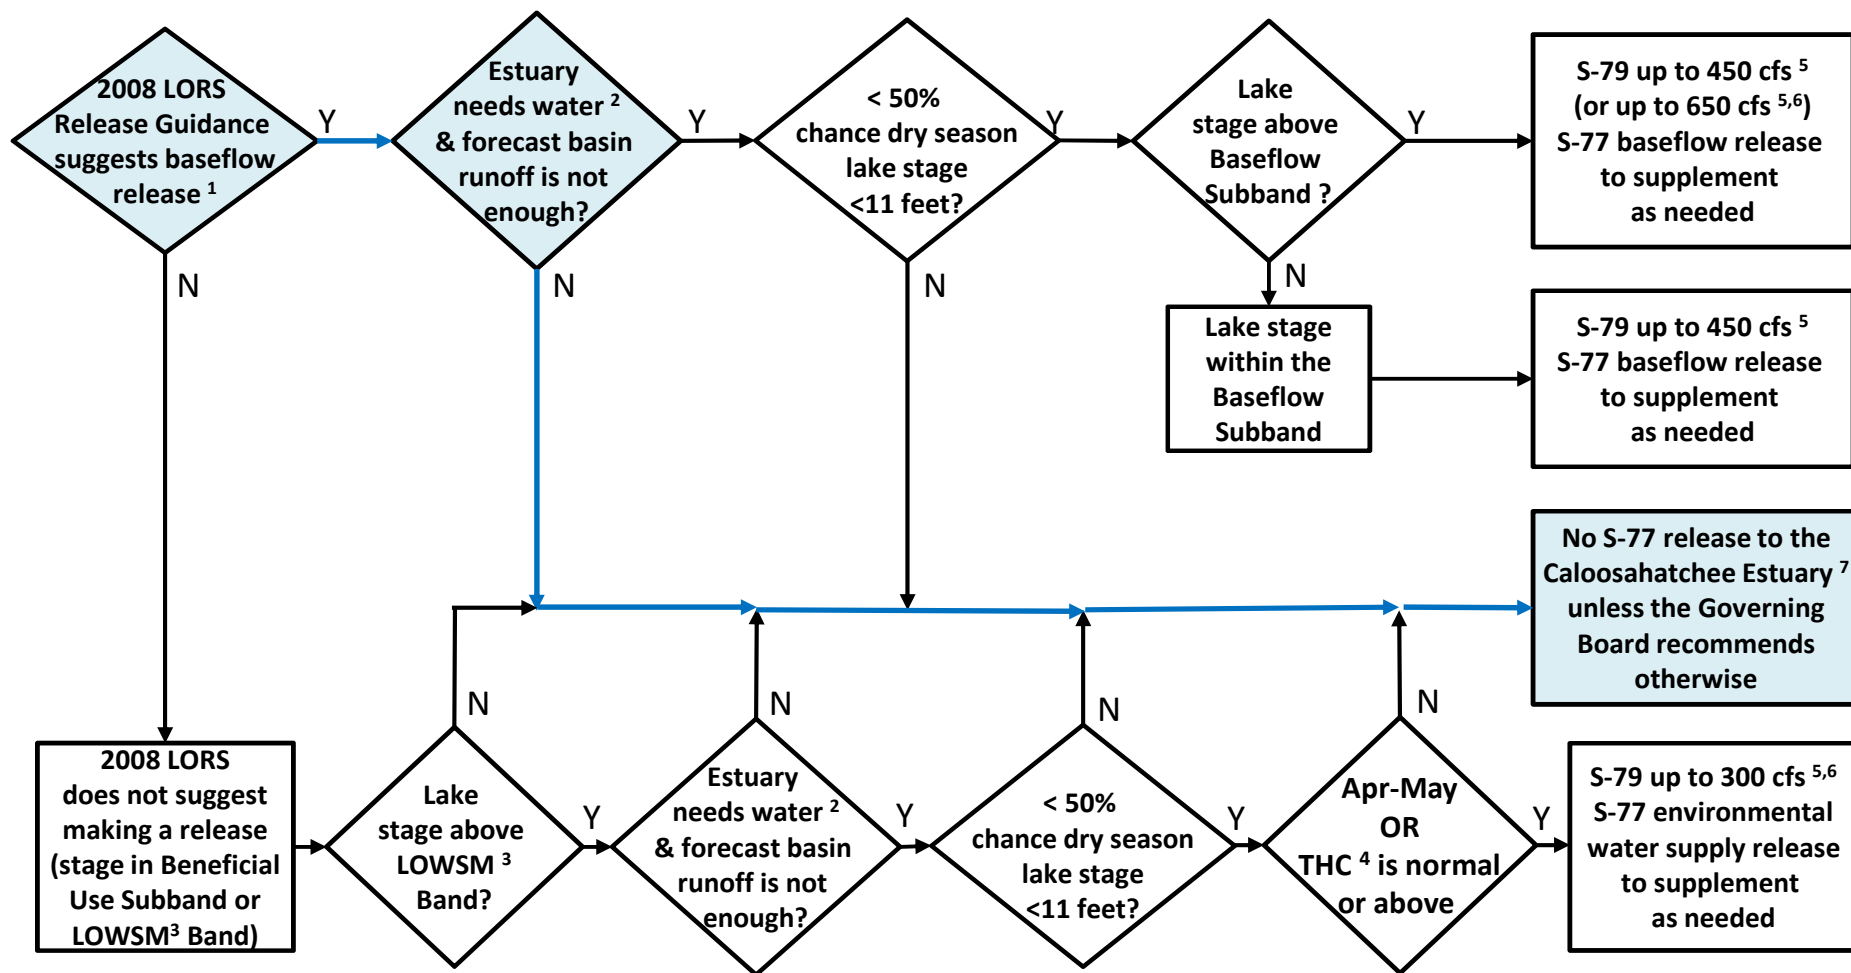 2008 LORS
Release Guidance
suggests baseflow
release 1
Y
N
Estuary
needs water 2
& forecast basin
runoff is not
enough?
Y
N
< 50%
chance dry season
lake stage
<11 feet?
Y
N
Lake
stage above
Baseflow
Subband ?
Y
N
S-79 up to 450 cfs 5
(or up to 650 cfs 5,6)
S-77 baseflow release
to supplement
as needed
Lake stage
within the
Baseflow
Subband
S-79 up to 450 cfs 5
S-77 baseflow release
to supplement
as needed
No S-77 release to the
Caloosahatchee Estuary 7
unless the Governing
Board recommends
otherwise
2008 LORS
does not suggest
making a release
(stage in Beneficial
Use Subband or
LOWSM3 Band)
N
Lake
stage above
LOWSM 3
Band?
Y
N
Estuary
needs water 2
& forecast basin
runoff is not
enough?
Y
N
< 50%
chance dry season
lake stage
<11 feet?
Y
N
Apr-May
OR
THC 4 is normal
or above
Y
S-79 up to 300 cfs 5,6
S-77 environmental
water supply release
to supplement
as needed